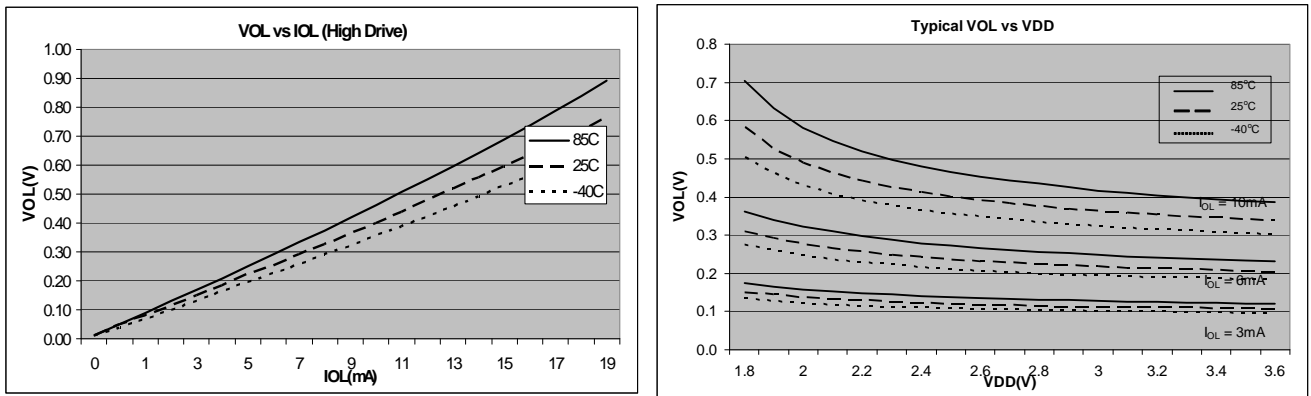 VOL vs IOL (High Drive)
1.00
0.90
0.80
0.70
0.60
0.50
0.40
0.30
0.20
0.10
0.00
VOL(V)
0 1 3 5 7 9 11 13 15 17 19
IOL(mA)
85C
25C
-40C
Typical VOL vs VDD
0.8
0.7
0.6
0.5
0.4
0.3
0.2
0.1
0.0
VOL(V)
1.8 2 2.2 2.4 2.6 2.8 3 3.2 3.4 3.6
VDD(V)
85°C
25°C
-40°C
IOL = 10mA
IOL = 6mA
IOL = 3mA